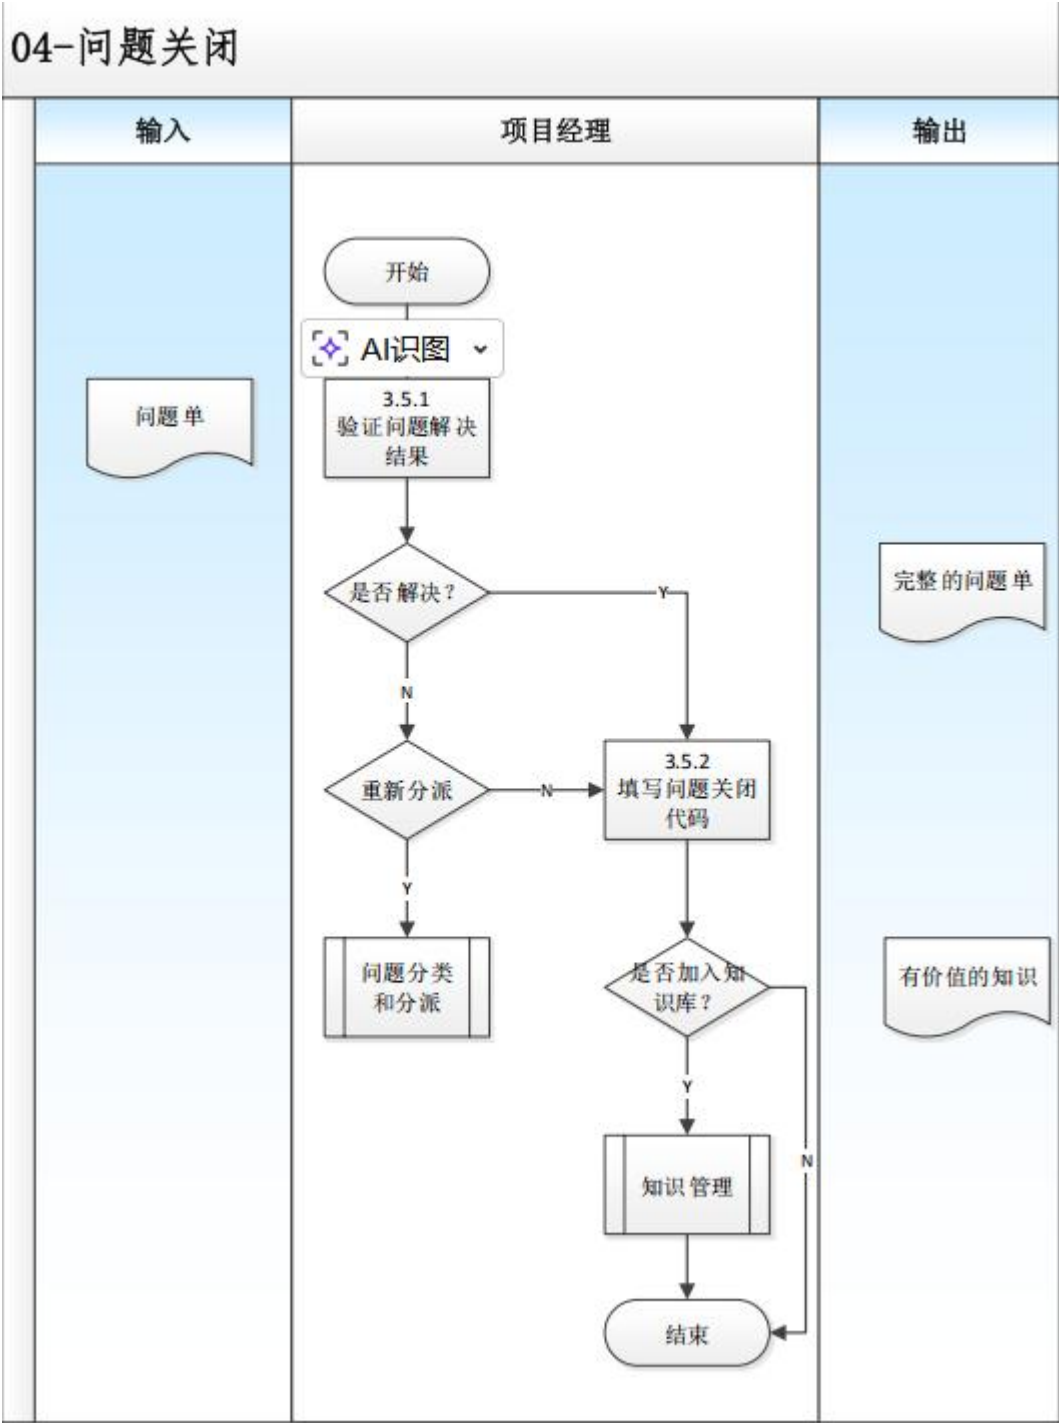 04-问题关闭
输入
项目经理
输出
开始
AI识图
问题单
3.5.1
验证问题解决
结果
是否解决？
Y
完整的问题单
N
重新分派
N
3.5.2
填写问题关闭
代码
Y
问题分类
和分派
是否加入知
识库？
有价值的知识
Y
N
知识管理
结束